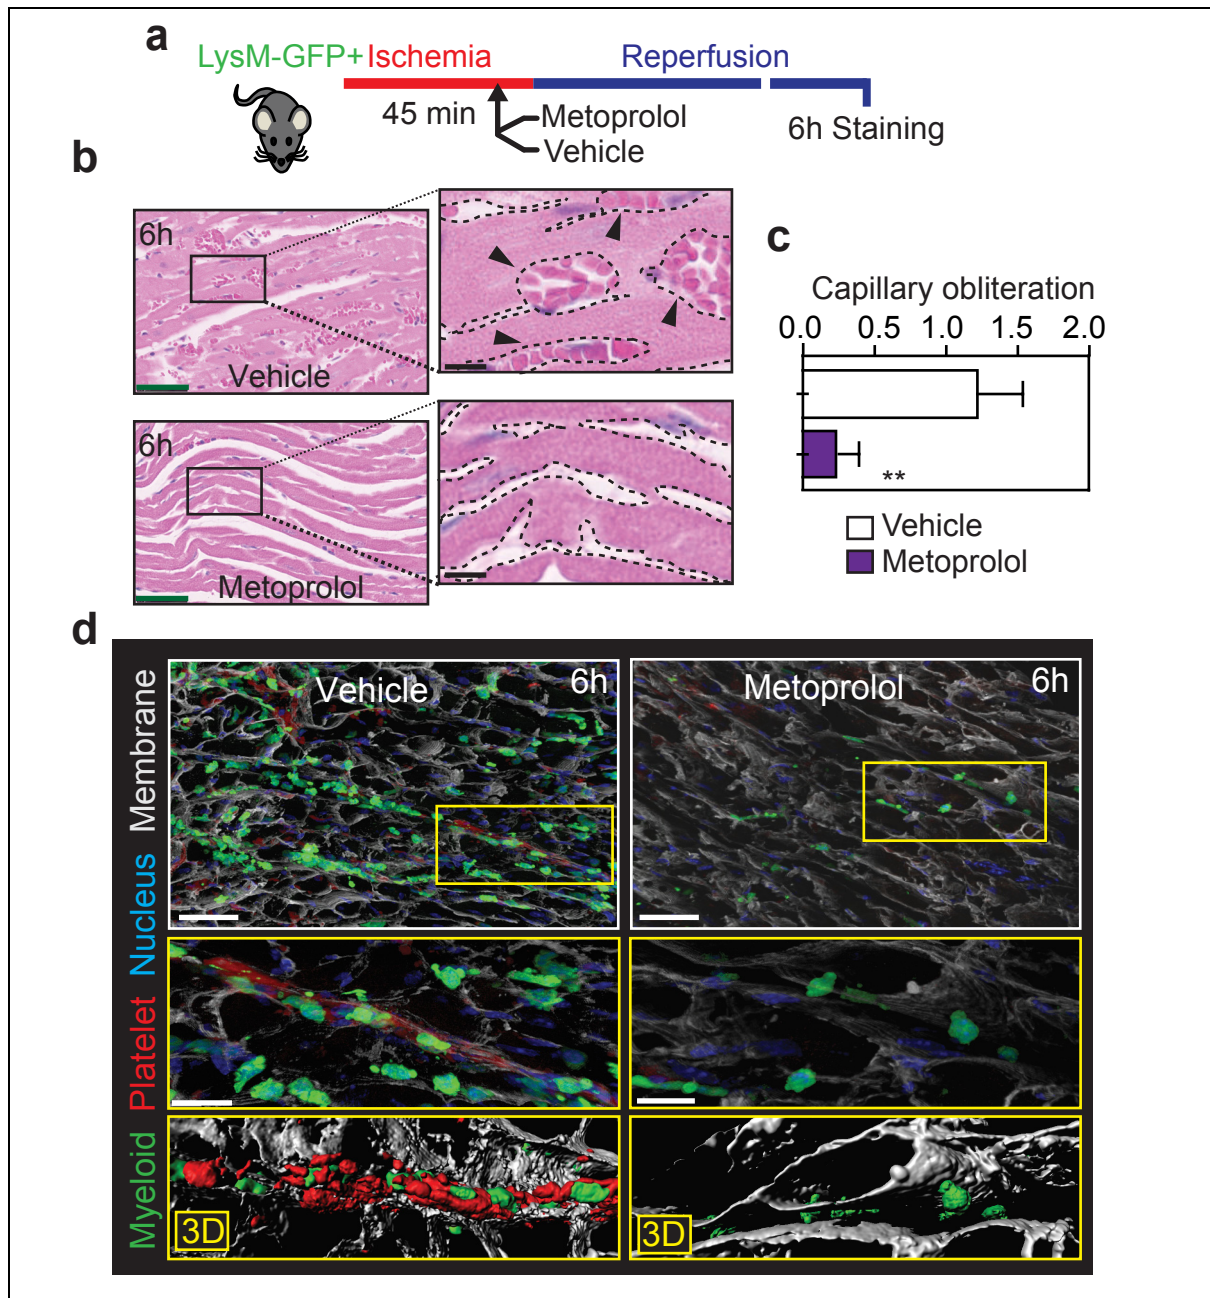 a
LysM-GFP+ Ischemia Reperfusion
45 min
Metoprolol
Vehicle
6h Staining
b
6h
Vehicle
6h
Metoprolol
c
Capillary obliteration
0.0 0.5 1.0 1.5 2.0
**
Vehicle
Metoprolol
d
Myeloid Platelet Nucleus Membrane
Vehicle 6h
Metoprolol 6h
3D
3D